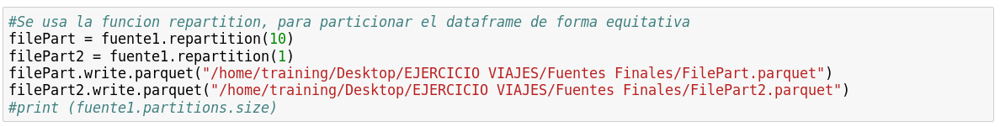 #Se usa la funcion repartition, para particionar el dataframe de forma equitativa
filePart = fuente1.repartition(10)
filePart2 = fuente1.repartition(1)
filePart.write.parquet("/home/training/Desktop/EJERCICIO VIAJES/Fuentes Finales/FilePart.parquet")
filePart2.write.parquet("/home/training/Desktop/EJERCICIO VIAJES/Fuentes Finales/FilePart2.parquet")
#print (fuente1.partitions.size)